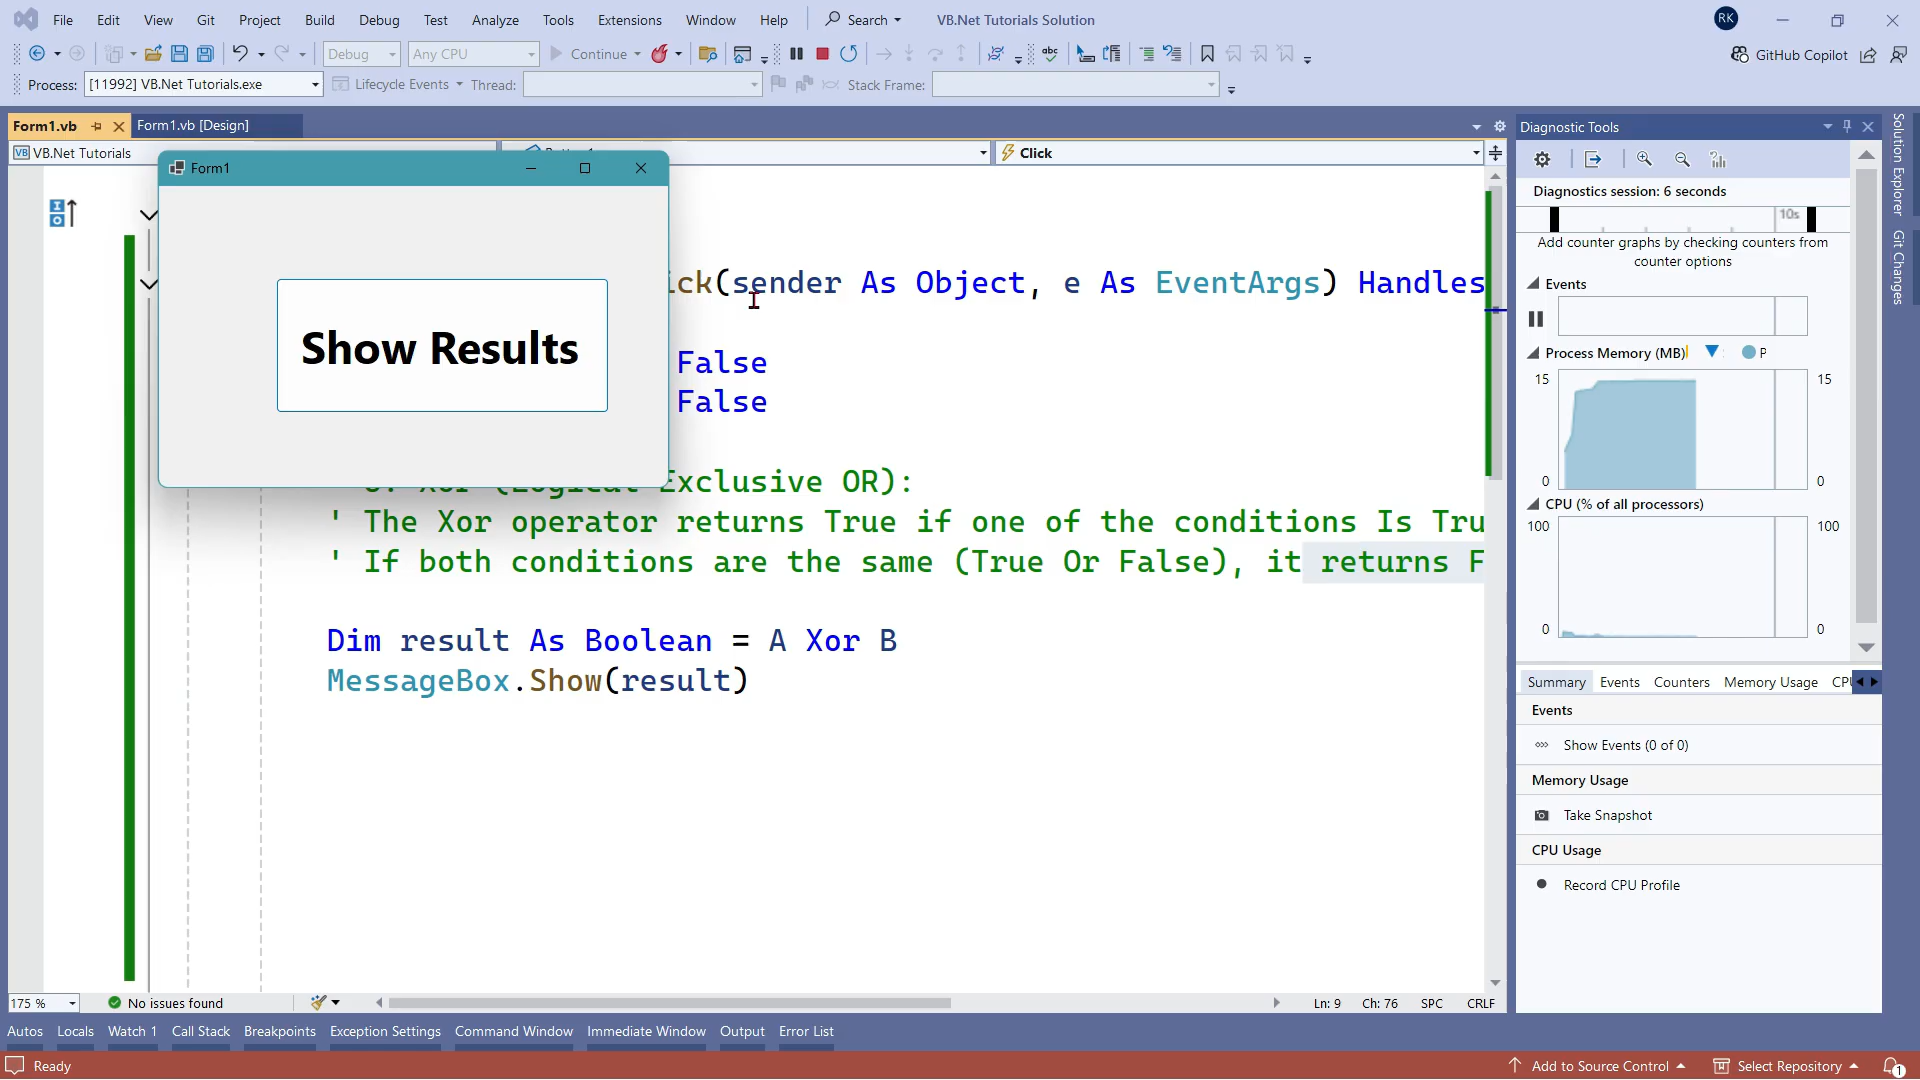 File Edit View Git Project Build Debug Test Analyze Tools Extensions Window Help Search VB.Net Tutorials Solution RK
Debug Any CPU Continue GitHub Copilot
Process: [11992] VB.Net Tutorials.exe Lifecycle Events Thread: Stack Frame:
Form1.vb Form1.vb [Design]
VB.Net Tutorials Click
Form1
Show Results
ick(sender As Object, e As EventArgs) Handles
False
False
Exclusive OR):
' The Xor operator returns True if one of the conditions Is Tru
' If both conditions are the same (True Or False), it returns F
Dim result As Boolean = A Xor B
MessageBox.Show(result)
175 % No issues found Ln: 9 Ch: 76 SPC CRLF
Autos Locals Watch 1 Call Stack Breakpoints Exception Settings Command Window Immediate Window Output Error List
Ready Add to Source Control Select Repository 1
Diagnostic Tools
Diagnostics session: 6 seconds
10s
Add counter graphs by checking counters from
counter options
Events
Process Memory (MB) P
15 15
0 0
CPU (% of all processors)
100 100
0 0
Summary Events Counters Memory Usage CPU
Events
Show Events (0 of 0)
Memory Usage
Take Snapshot
CPU Usage
Record CPU Profile
Solution Explorer
Git Changes